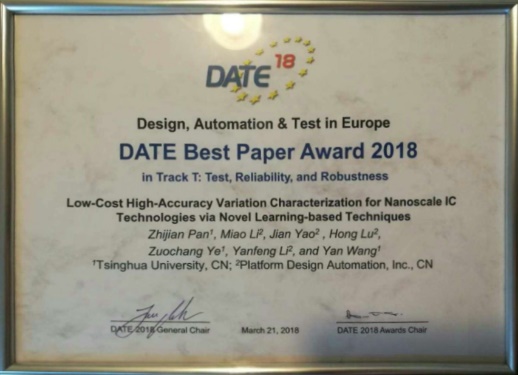 DATE 18
Design, Automation & Test in Europe
DATE Best Paper Award 2018
in Track T: Test, Reliability, and Robustness
Low-Cost High-Accuracy Variation Characterization for Nanoscale IC
Technologies via Novel Learning-based Techniques
Zhijian Pan¹, Miao Li², Jian Yao² , Hong Lu²,
Zuochang Ye¹, Yanfeng Li², and Yan Wang¹
¹Tsinghua University, CN; ²Platform Design Automation, Inc., CN
DATE 2018 General Chair March 21, 2018 DATE 2018 Awards Chair